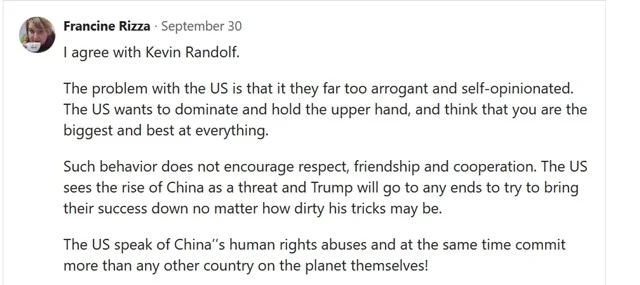 Francine Rizza · September 30
I agree with Kevin Randolf.
The problem with the US is that it they far too arrogant and self-opinionated.
The US wants to dominate and hold the upper hand, and think that you are the
biggest and best at everything.
Such behavior does not encourage respect, friendship and cooperation. The US
sees the rise of China as a threat and Trump will go to any ends to try to bring
their success down no matter how dirty his tricks may be.
The US speak of China''s human rights abuses and at the same time commit
more than any other country on the planet themselves!